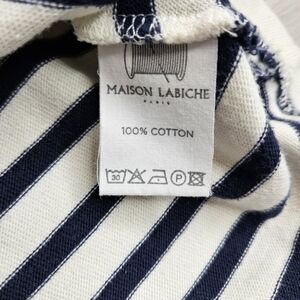 MAISON LABICHE
PARIS
100% COTTON
30 P